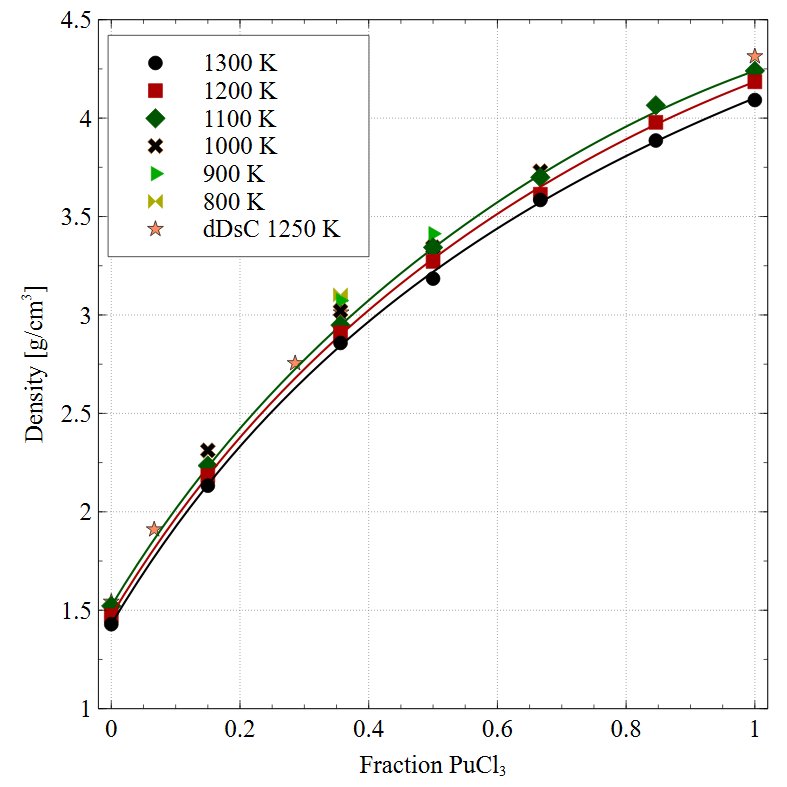 4.5
4
3.5
3
2.5
2
1.5
1
Density [g/cm³]
1300 K
1200 K
1100 K
1000 K
900 K
800 K
dDsC 1250 K
0 0.2 0.4 0.6 0.8 1
Fraction PuCl₃